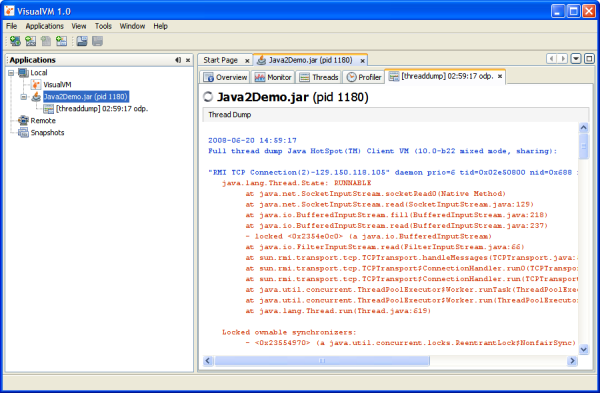 VisualVM 1.0
File Applications View Tools Window Help
Applications
Local
VisualVM
Java2Demo.jar (pid 1180)
[threaddump] 02:59:17 odp.
Remote
Snapshots
Start Page Java2Demo.jar (pid 1180)
Overview Monitor Threads Profiler [threaddump] 02:59:17 odp.
Java2Demo.jar (pid 1180)
Thread Dump
2008-06-20 14:59:17
Full thread dump Java HotSpot(TM) Client VM (10.0-b22 mixed mode, sharing):
"RMI TCP Connection(2)-129.150.118.105" daemon prio=6 tid=0x02e50800 nid=0x688
java.lang.Thread.State: RUNNABLE
at java.net.SocketInputStream.socketRead0(Native Method)
at java.net.SocketInputStream.read(SocketInputStream.java:129)
at java.io.BufferedInputStream.fill(BufferedInputStream.java:218)
at java.io.BufferedInputStream.read(BufferedInputStream.java:237)
- locked <0x2354e0c0> (a java.io.BufferedInputStream)
at java.io.FilterInputStream.read(FilterInputStream.java:66)
at sun.rmi.transport.tcp.TCPTransport.handleMessages(TCPTransport.java:
at sun.rmi.transport.tcp.TCPTransport$ConnectionHandler.run0(TCPTranspor
at sun.rmi.transport.tcp.TCPTransport$ConnectionHandler.run(TCPTransport
at java.util.concurrent.ThreadPoolExecutor$Worker.runTask(ThreadPoolExec
at java.util.concurrent.ThreadPoolExecutor$Worker.run(ThreadPoolExecutor
at java.lang.Thread.run(Thread.java:619)
Locked ownable synchronizers:
- <0x23554970> (a java.util.concurrent.locks.ReentrantLock$NonfairSync)